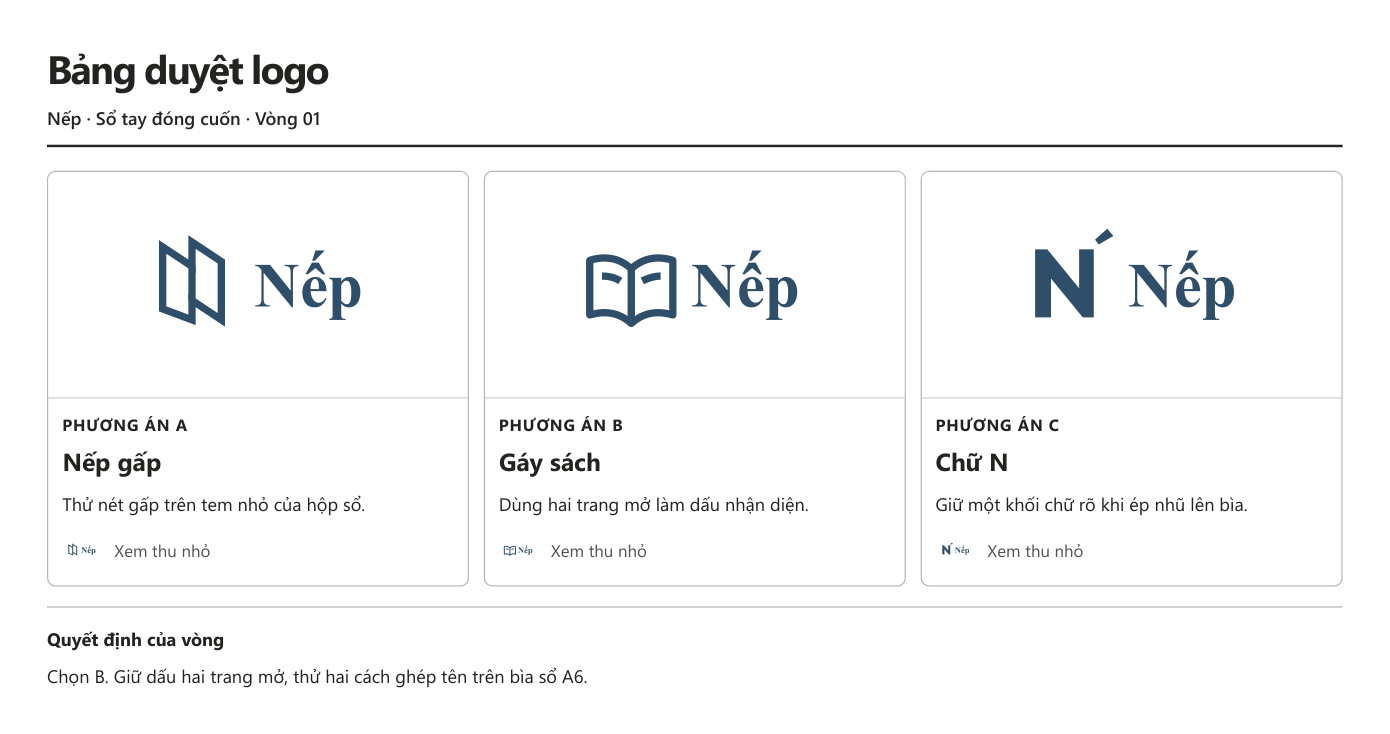 Bảng duyệt logo
Nếp · Sổ tay đóng cuốn · Vòng 01
Nếp
PHƯƠNG ÁN A
Nếp gấp
Thử nét gấp trên tem nhỏ của hộp sổ.
Nếp
Xem thu nhỏ
Nếp
PHƯƠNG ÁN B
Gáy sách
Dùng hai trang mở làm dấu nhận diện.
Nếp
Xem thu nhỏ
Ń Nếp
PHƯƠNG ÁN C
Chữ N
Giữ một khối chữ rõ khi ép nhũ lên bìa.
Ń Nếp
Xem thu nhỏ
Quyết định của vòng
Chọn B. Giữ dấu hai trang mở, thử hai cách ghép tên trên bìa sổ A6.